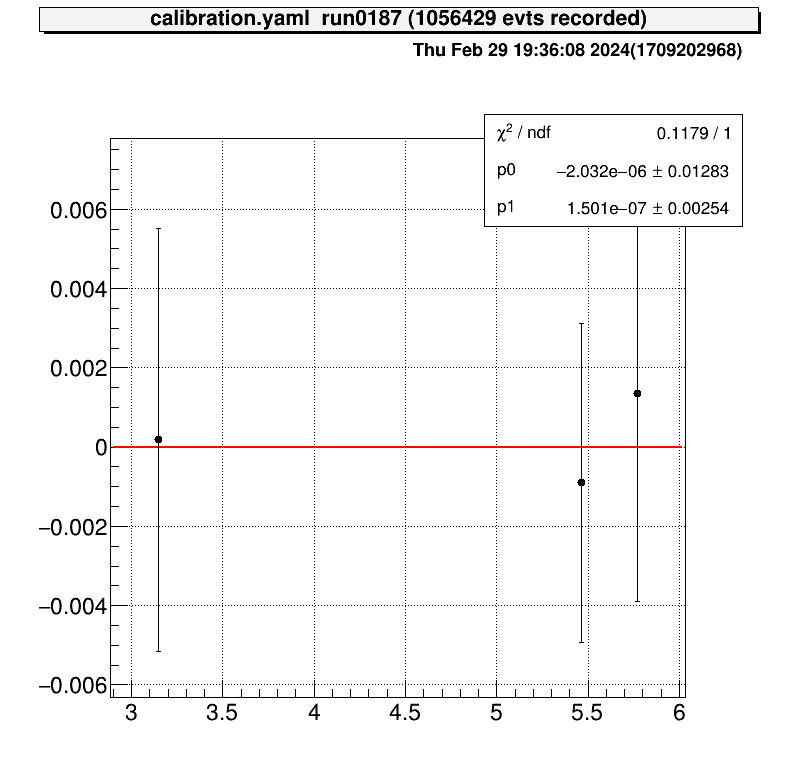 calibration.yaml  run0187 (1056429 evts recorded)
Thu Feb 29 19:36:08 2024(1709202968)
χ² / ndf 0.1179 / 1
p0 −2.032e−06 ± 0.01283
p1 1.501e−07 ± 0.00254
0.006
0.004
0.002
0
−0.002
−0.004
−0.006
3 3.5 4 4.5 5 5.5 6